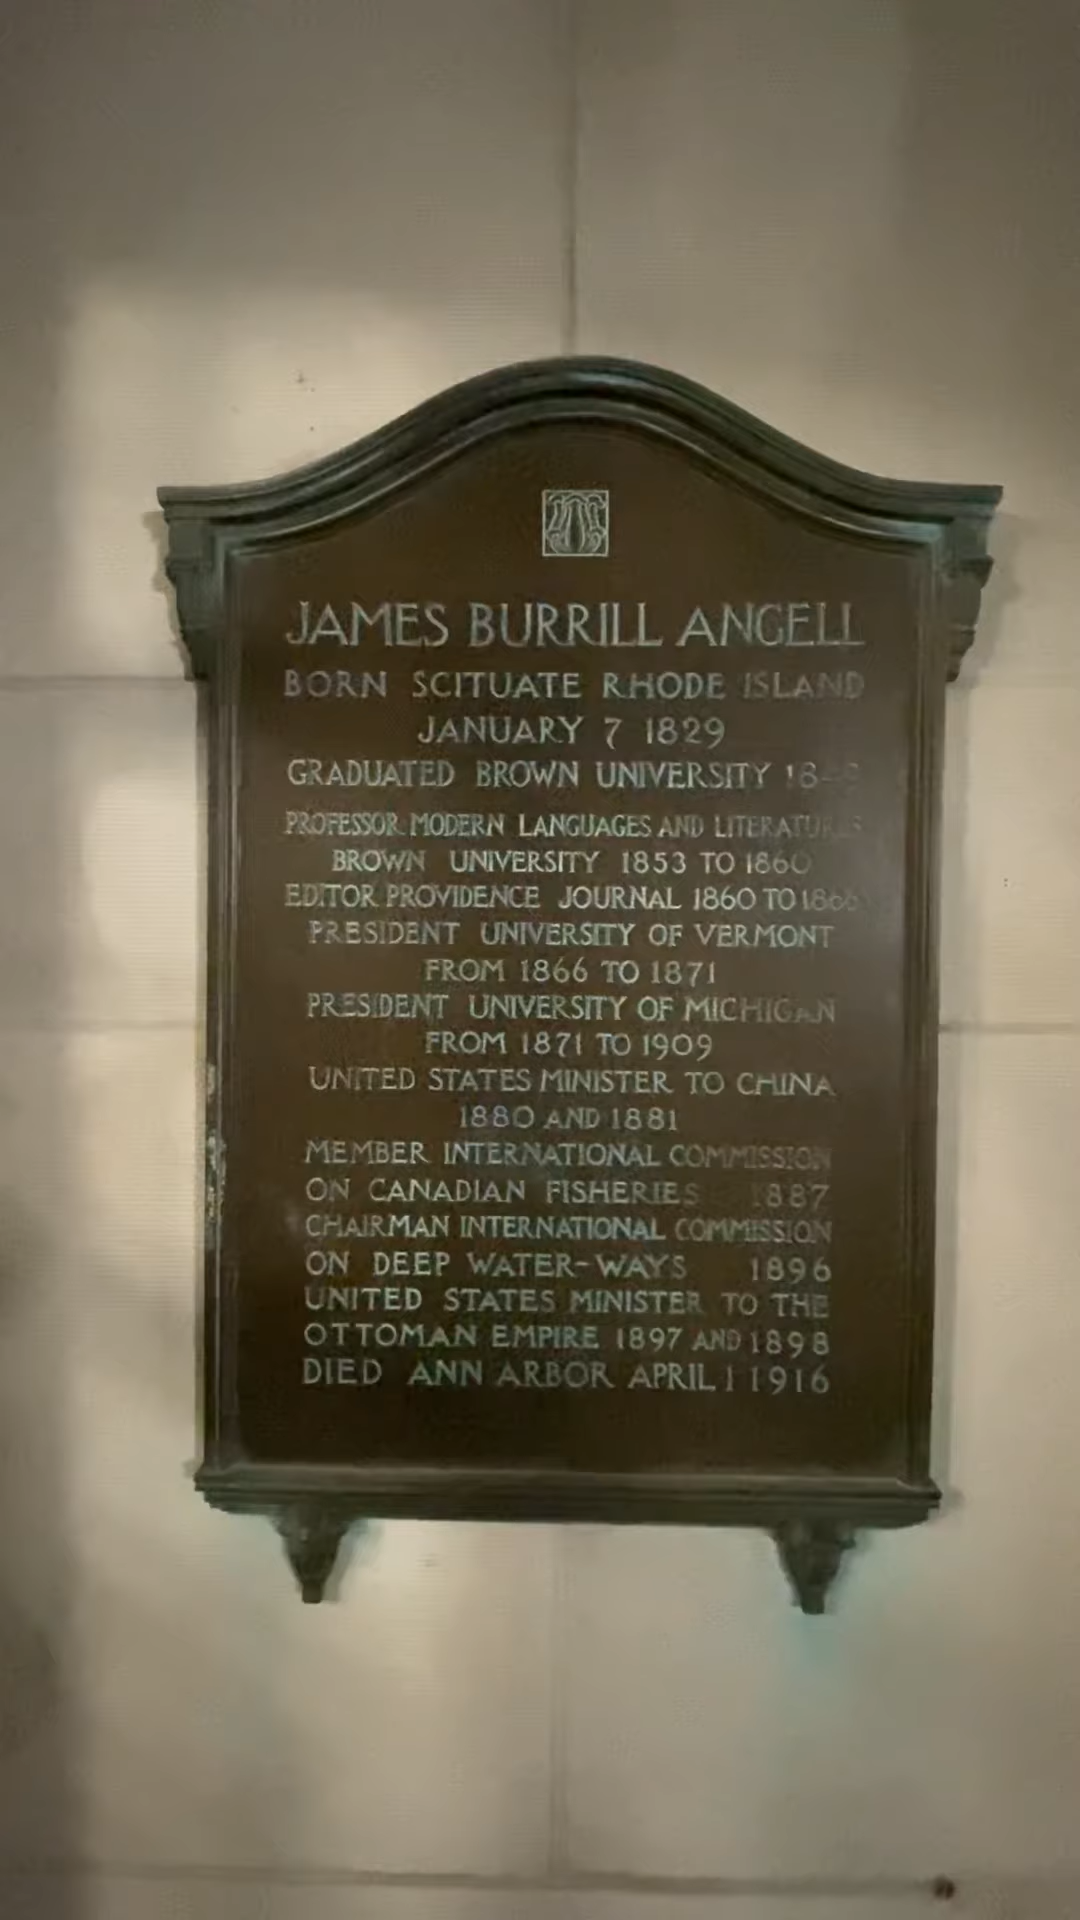 JAMES BURRILL ANGELL
BORN SCITUATE RHODE ISLAND
JANUARY 7 1829
GRADUATED BROWN UNIVERSITY
PROFESSOR MODERN LANGUAGES AND LITERATURES
BROWN UNIVERSITY 1853 TO 1860
EDITOR PROVIDENCE JOURNAL 1860 TO 1866
PRESIDENT UNIVERSITY OF VERMONT
FROM 1866 TO 1871
PRESIDENT UNIVERSITY OF MICHIGAN
FROM 1871 TO 1909
UNITED STATES MINISTER TO CHINA
1880 AND 1881
MEMBER INTERNATIONAL COMMISSION
ON CANADIAN FISHERIES 1887
CHAIRMAN INTERNATIONAL COMMISSION
ON DEEP WATER-WAYS 1896
UNITED STATES MINISTER TO THE
OTTOMAN EMPIRE 1897 AND 1898
DIED ANN ARBOR APRIL 1 1916